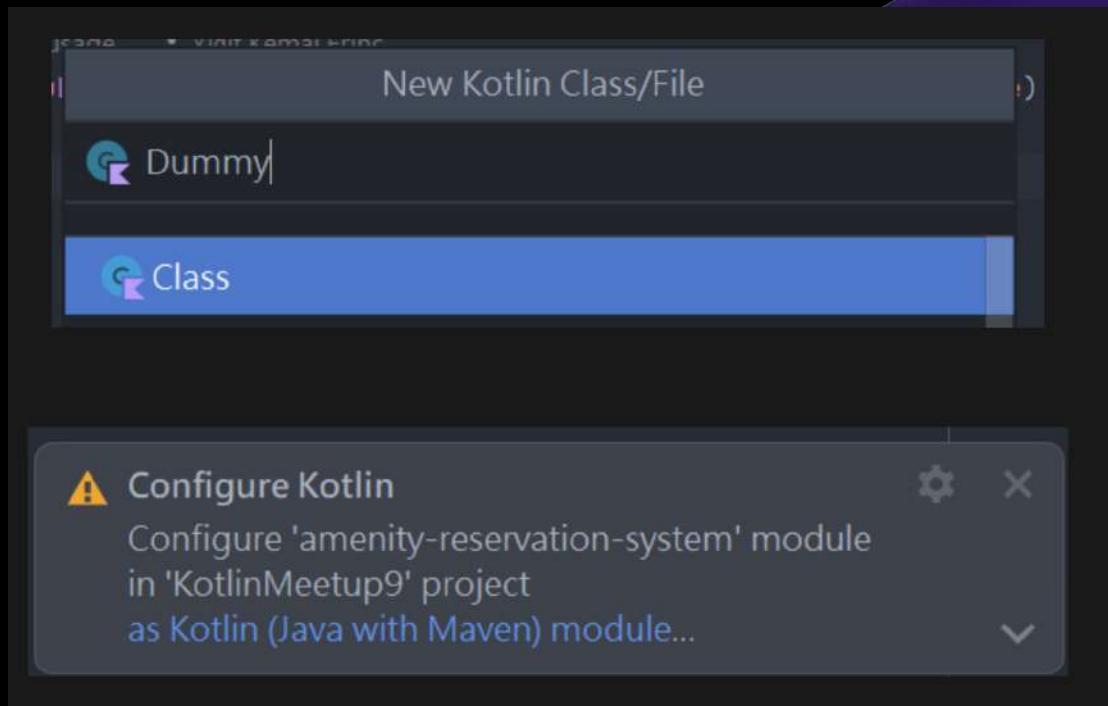 New Kotlin Class/File
Dummy
Class
Configure Kotlin
Configure 'amenity-reservation-system' module
in 'KotlinMeetup9' project
as Kotlin (Java with Maven) module...